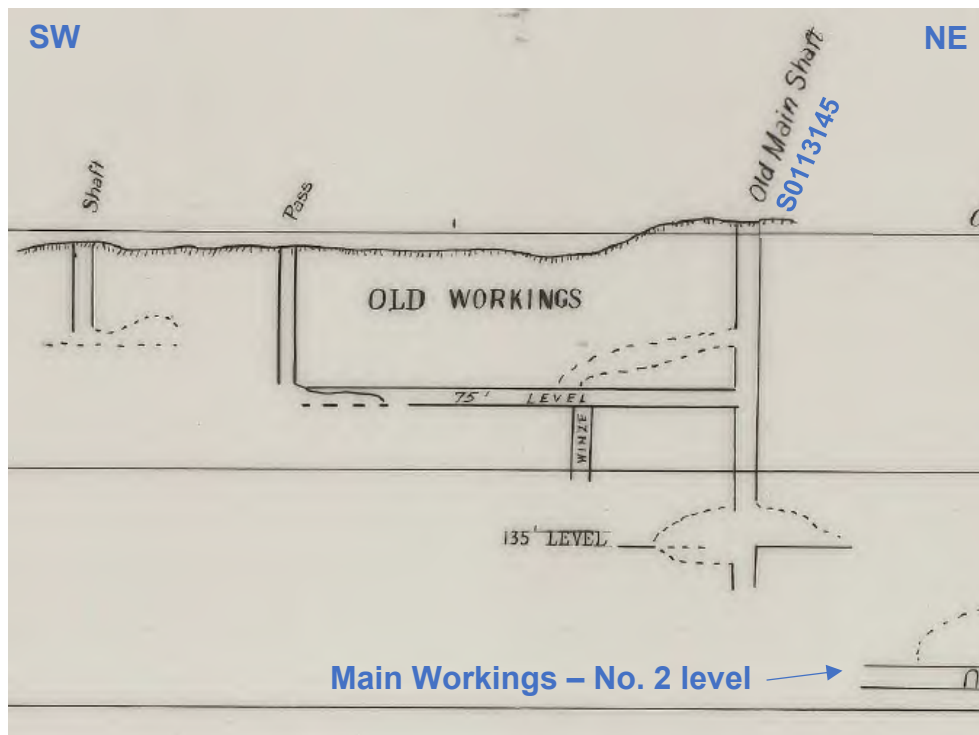 SW
NE
Shaft
Pass
Old Main Shaft
S0113145
OLD WORKINGS
75' LEVEL
WINZE
135' LEVEL
Main Workings – No. 2 level